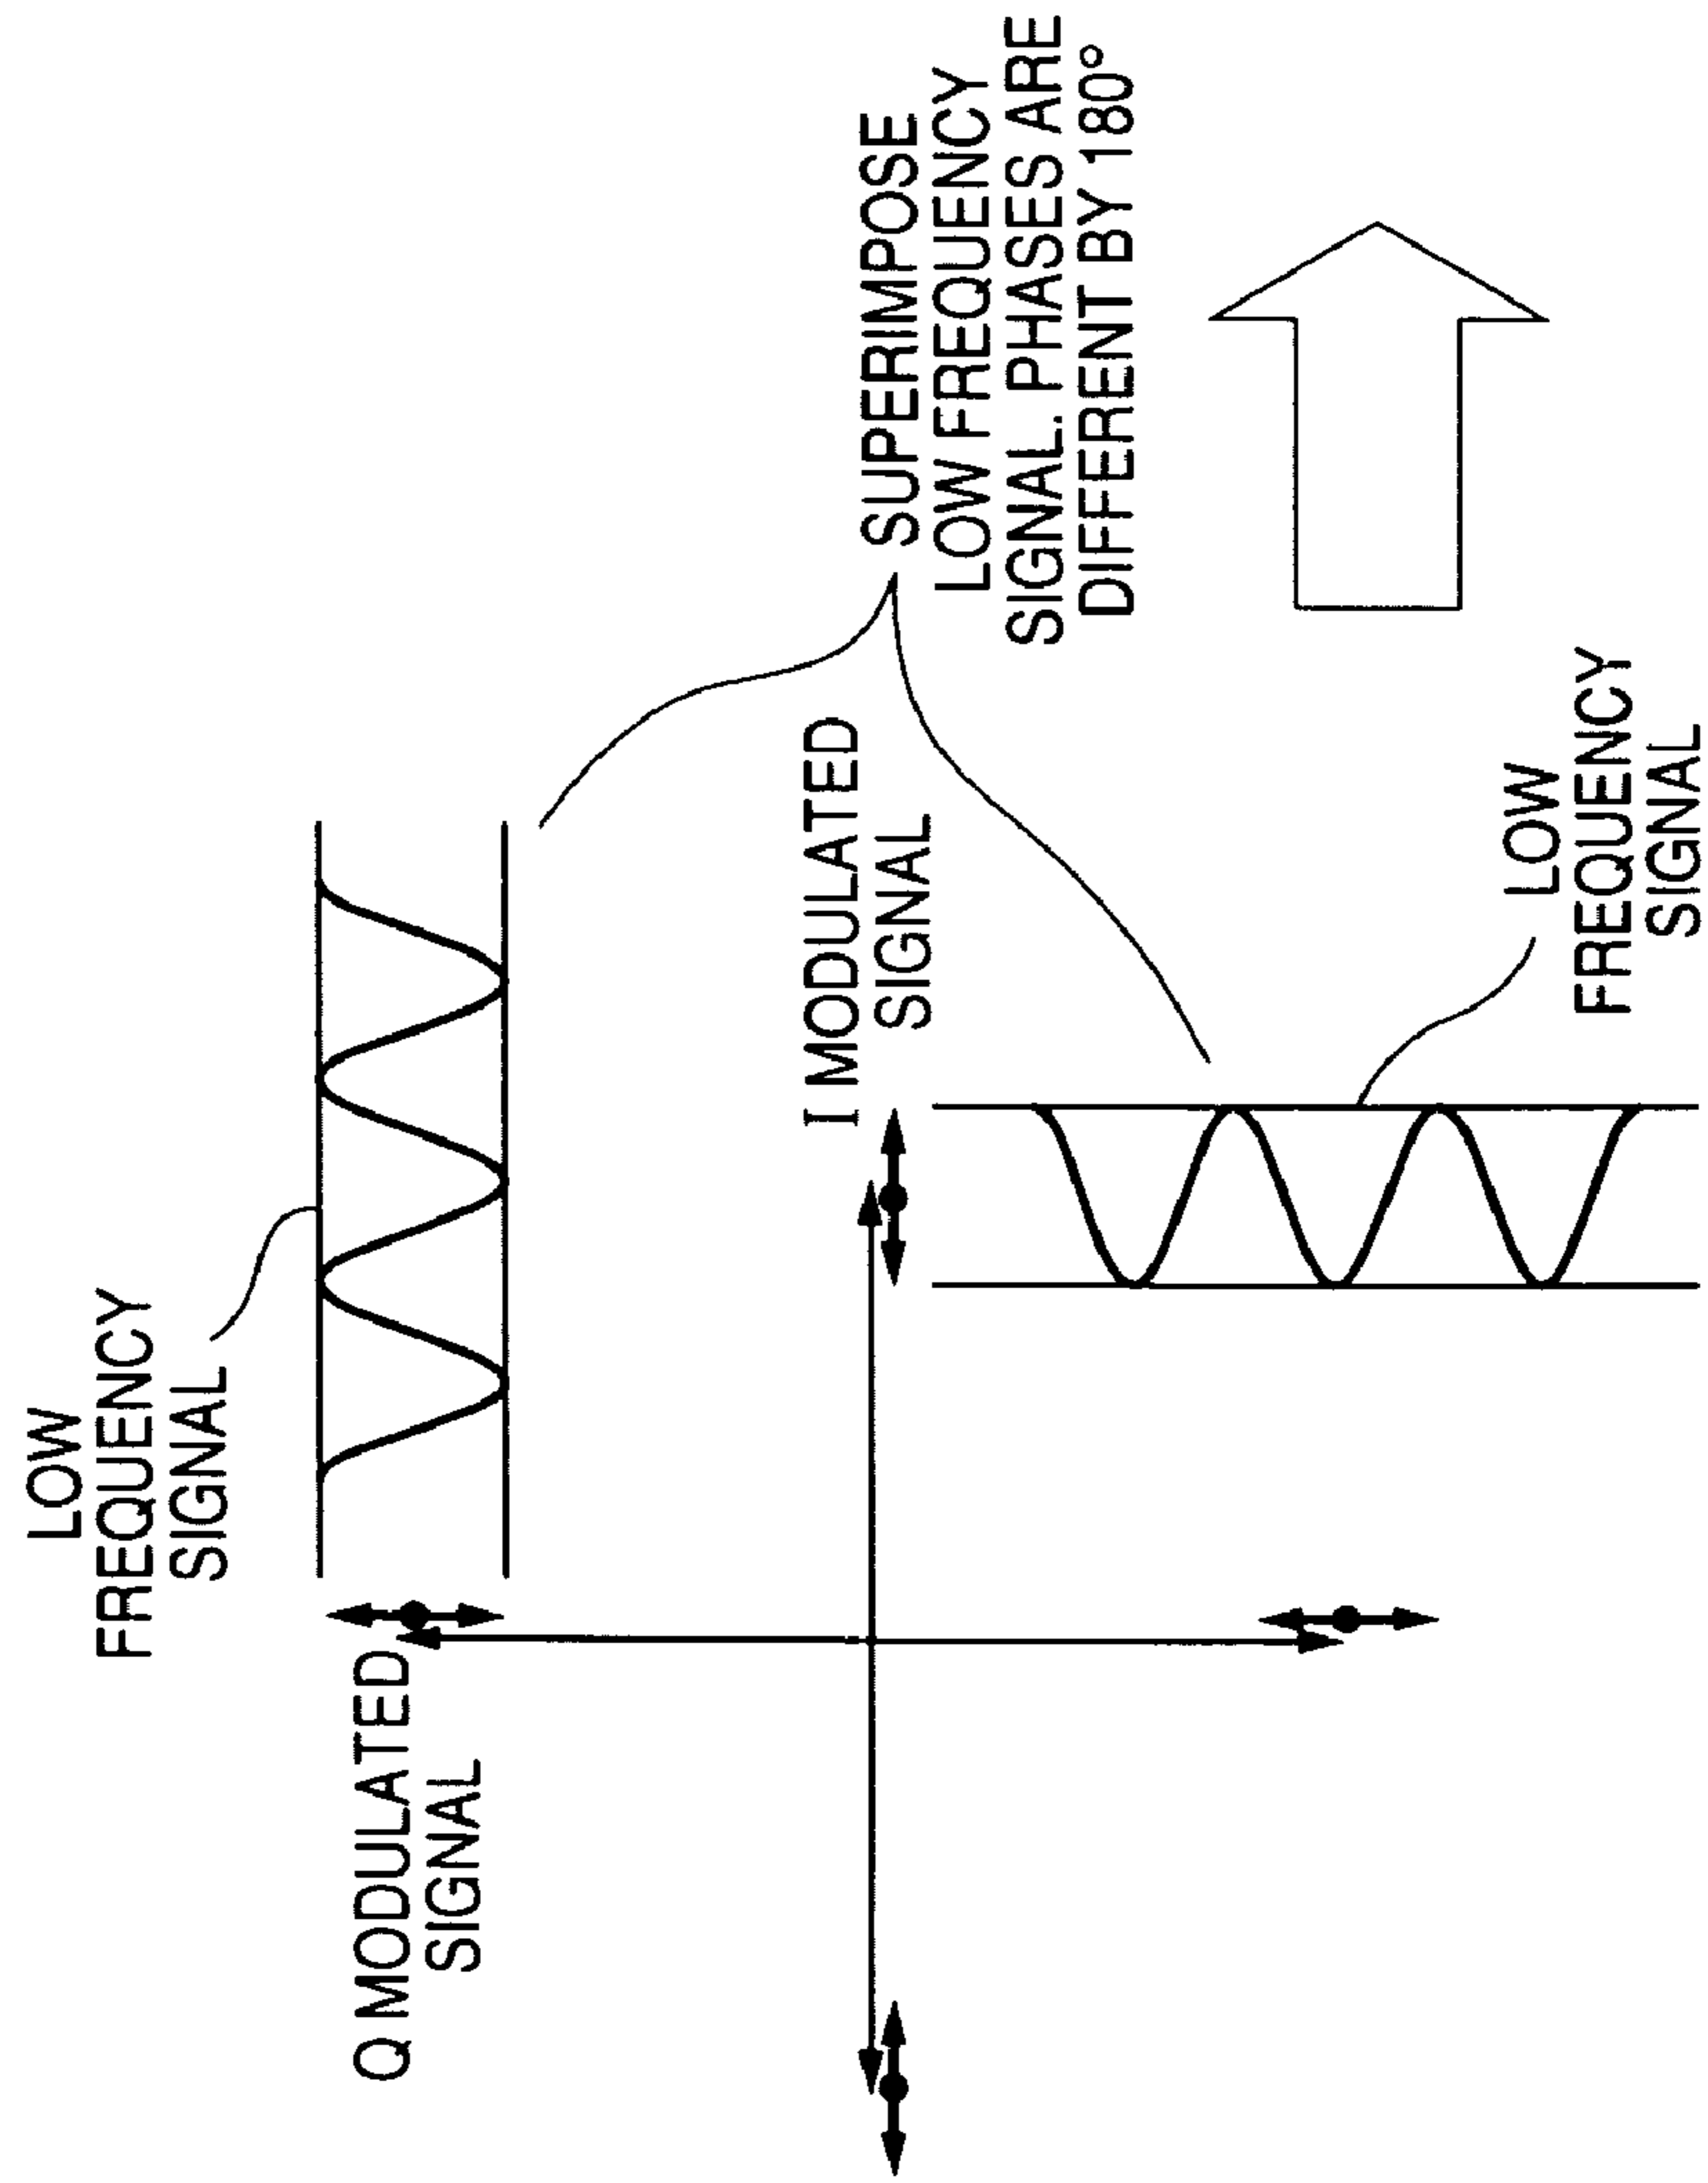 LOW
FREQUENCY
SIGNAL
Q MODULATED
SIGNAL
I MODULATED
SIGNAL
SUPERIMPOSE
LOW FREQUENCY
SIGNAL. PHASES ARE
DIFFERENT BY 180°
LOW
FREQUENCY
SIGNAL